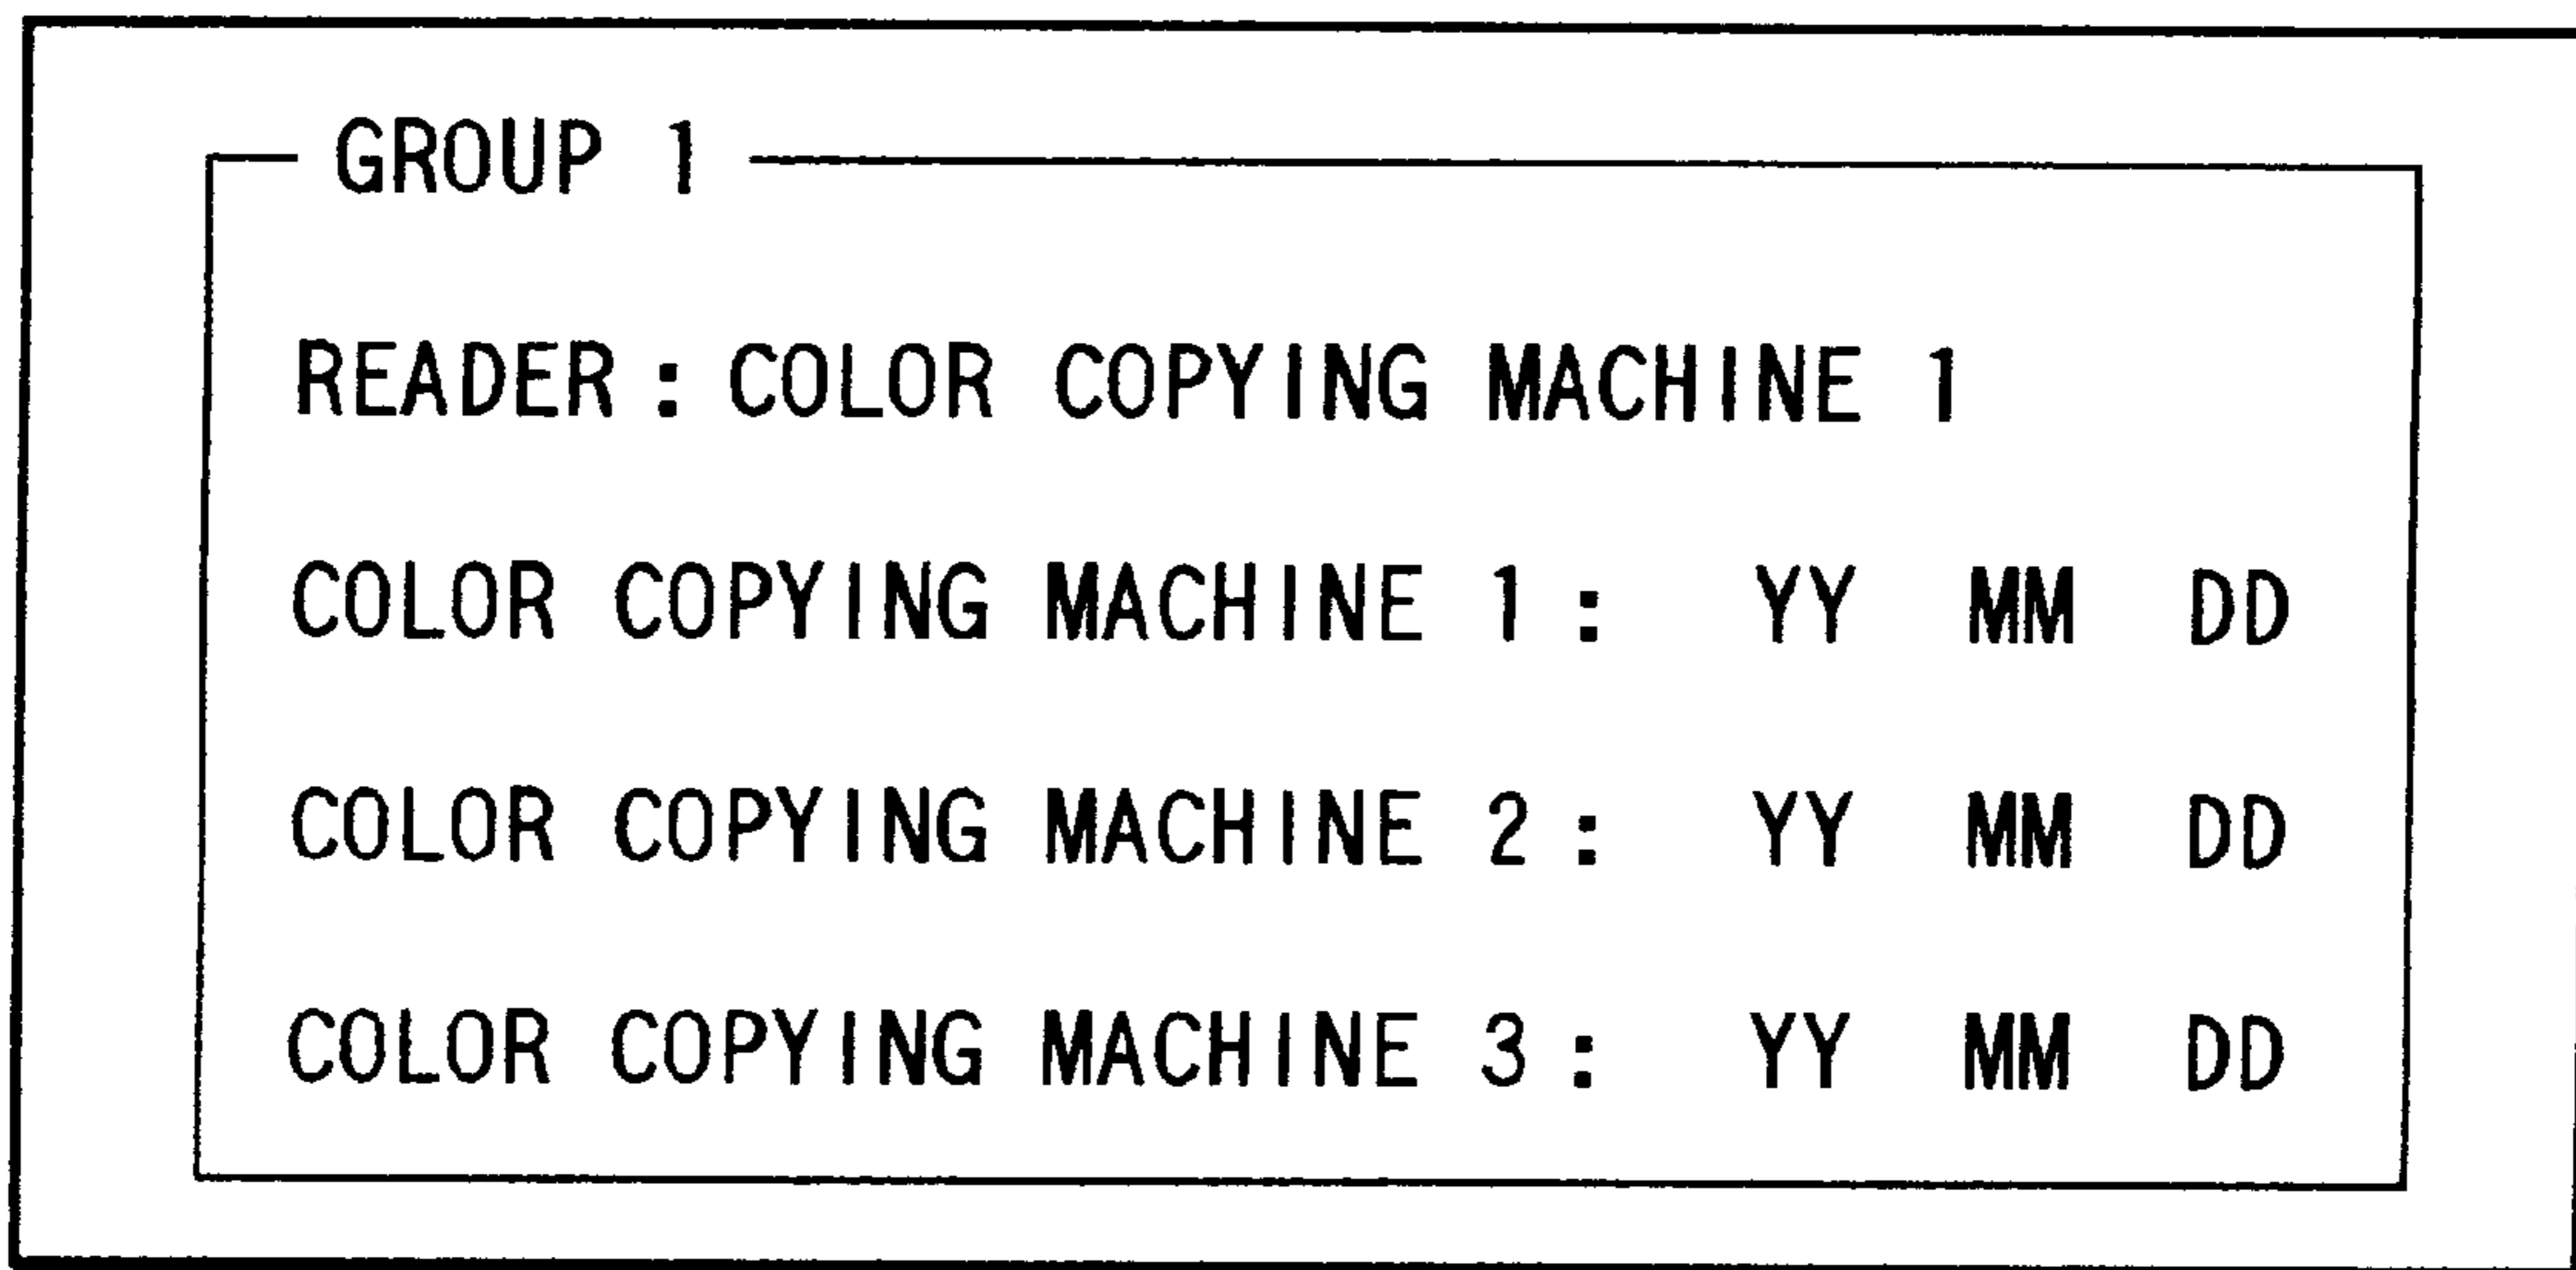 GROUP 1
READER : COLOR COPYING MACHINE 1
COLOR COPYING MACHINE 1 : YY MM DD
COLOR COPYING MACHINE 2 : YY MM DD
COLOR COPYING MACHINE 3 : YY MM DD